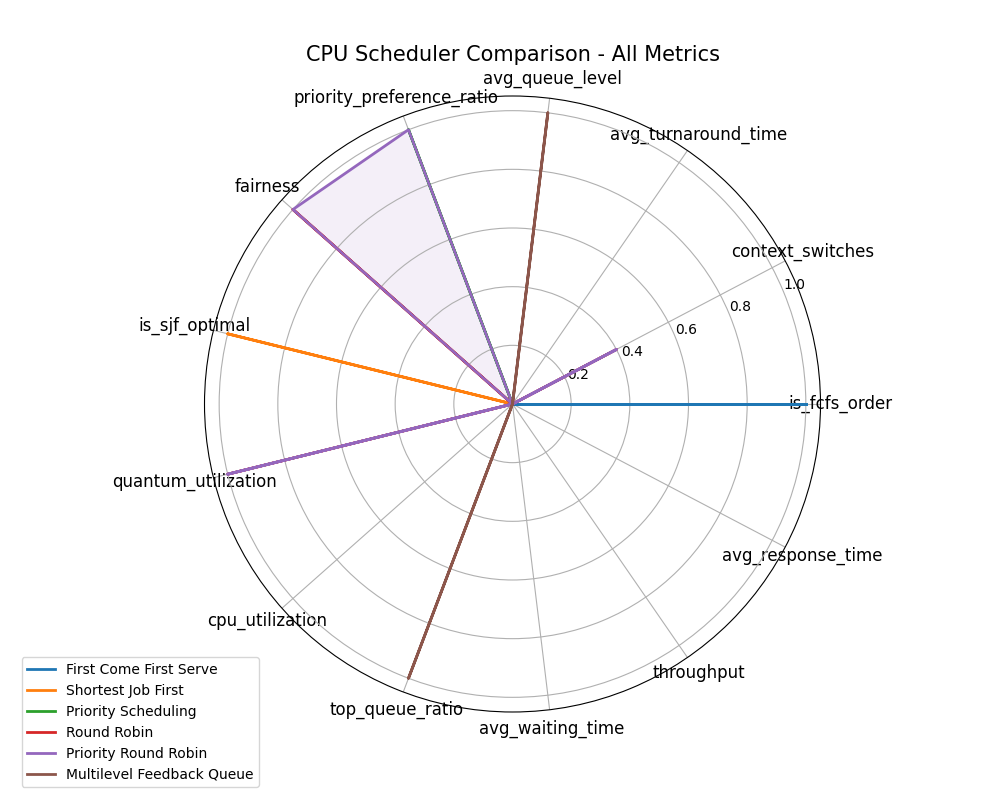 CPU Scheduler Comparison - All Metrics
avg_queue_level
priority_preference_ratio
avg_turnaround_time
fairness
context_switches
1.0
0.8
is_sjf_optimal
0.6
0.4
0.2
is_fcfs_order
quantum_utilization
avg_response_time
cpu_utilization
throughput
top_queue_ratio
avg_waiting_time
First Come First Serve
Shortest Job First
Priority Scheduling
Round Robin
Priority Round Robin
Multilevel Feedback Queue